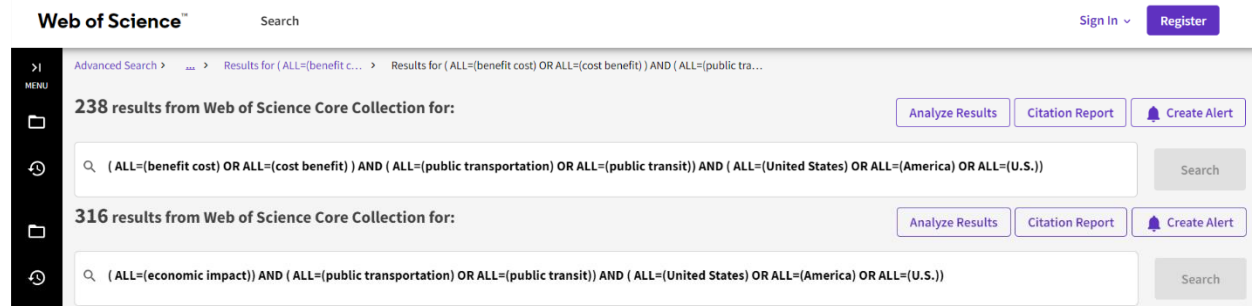 Web of Science™ Search Sign In Register
MENU
Advanced Search > ... > Results for ( ALL=(benefit c... > Results for ( ALL=(benefit cost) OR ALL=(cost benefit) ) AND ( ALL=(public tra...
238 results from Web of Science Core Collection for: Analyze Results Citation Report Create Alert
( ALL=(benefit cost) OR ALL=(cost benefit) ) AND ( ALL=(public transportation) OR ALL=(public transit)) AND ( ALL=(United States) OR ALL=(America) OR ALL=(U.S.)) Search
316 results from Web of Science Core Collection for: Analyze Results Citation Report Create Alert
( ALL=(economic impact)) AND ( ALL=(public transportation) OR ALL=(public transit)) AND ( ALL=(United States) OR ALL=(America) OR ALL=(U.S.)) Search